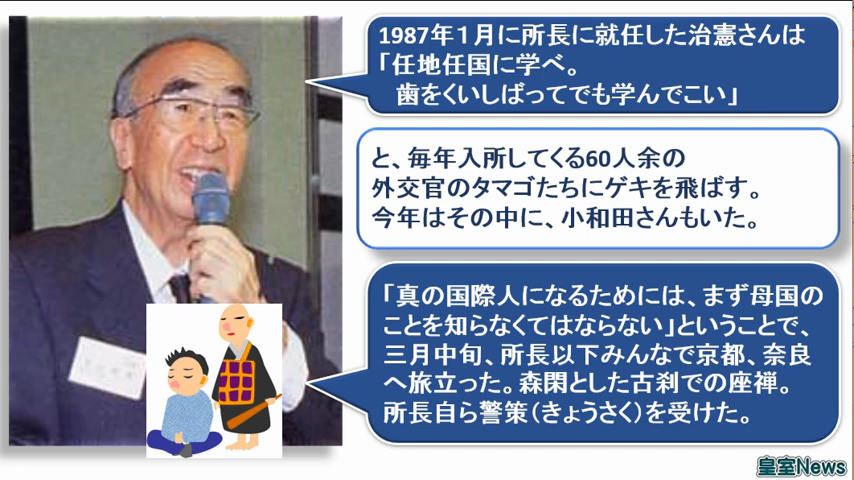 1987年１月に所長に就任した治憲さんは
「任地任国に学べ。
歯をくいしばってでも学んでこい」
と、毎年入所してくる60人余の
外交官のタマゴたちにゲキを飛ばす。
今年はその中に、小和田さんもいた。
「真の国際人になるためには、まず母国の
ことを知らなくてはならない」ということで、
三月中旬、所長以下みんなで京都、奈良
へ旅立った。森閑とした古刹での座禅。
所長自ら警策（きょうさく）を受けた。
皇室News